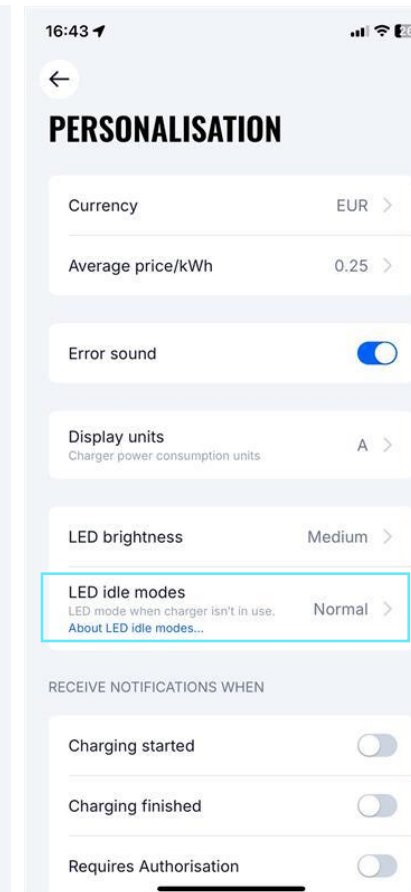 16:43
PERSONALISATION
Currency EUR
Average price/kWh 0.25
Error sound
Display units
Charger power consumption units
A
LED brightness Medium
LED idle modes
LED mode when charger isn't in use.
About LED idle modes...
Normal
RECEIVE NOTIFICATIONS WHEN
Charging started
Charging finished
Requires Authorisation